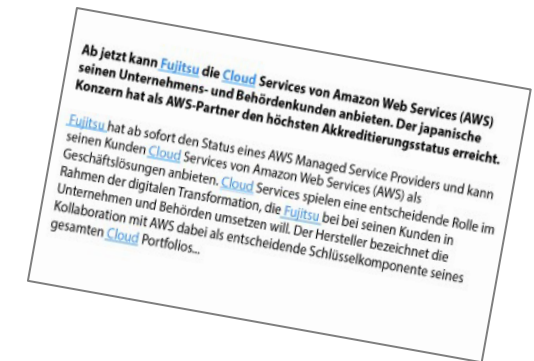 Ab jetzt kann Fujitsu die Cloud Services von Amazon Web Services (AWS)
seinen Unternehmens- und Behördenkunden anbieten. Der japanische
Konzern hat als AWS-Partner den höchsten Akkreditierungsstatus erreicht.
Fujitsu hat ab sofort den Status eines AWS Managed Service Providers und kann
seinen Kunden Cloud Services von Amazon Web Services (AWS) als
Geschäftslösungen anbieten. Cloud Services spielen eine entscheidende Rolle im
Rahmen der digitalen Transformation, die Fujitsu bei bei seinen Kunden in
Unternehmen und Behörden umsetzen will. Der Hersteller bezeichnet die
Kollaboration mit AWS dabei als entscheidende Schlüsselkomponente seines
gesamten Cloud Portfolios...